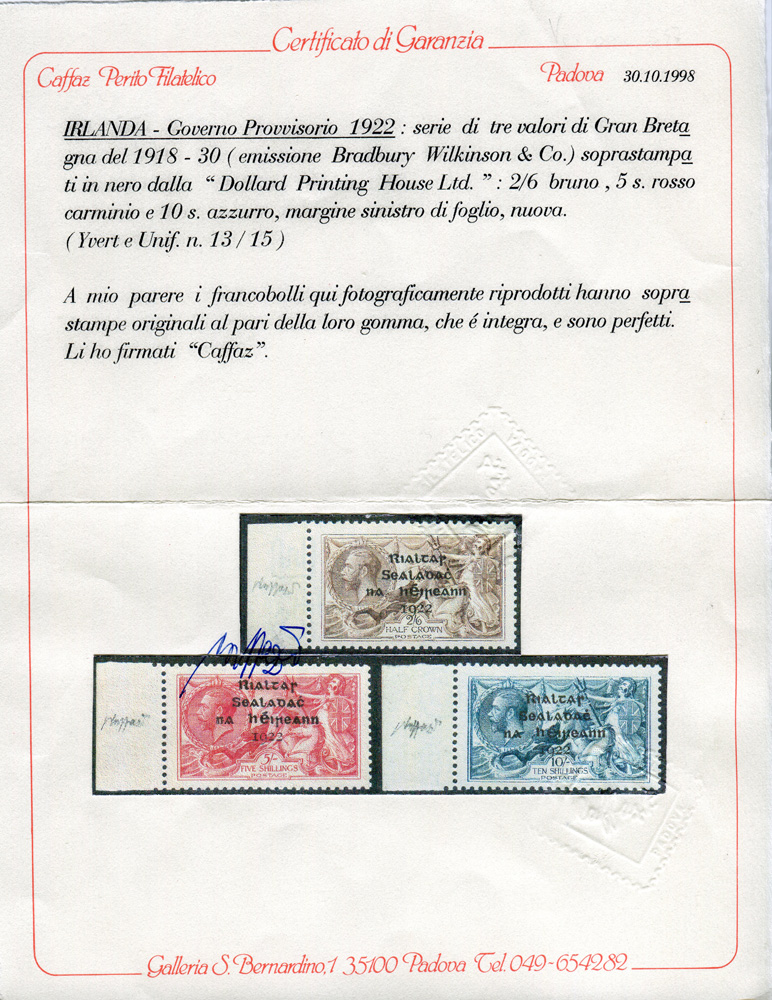 Certificato di Garanzia
Caffaz Perito Filatelico
Padova 30.10.1998
IRLANDA - Governo Provvisorio 1922 : serie di tre valori di Gran Breta
gna del 1918 - 30 ( emissione Bradbury Wilkinson & Co.) soprastampa
ti in nero dalla “ Dollard Printing House Ltd. ” : 2/6 bruno , 5 s. rosso
carminio e 10 s. azzurro, margine sinistro di foglio, nuova.
( Yvert e Unif. n. 13 / 15 )
A mio parere i francobolli qui fotograficamente riprodotti hanno sopra
stampe originali al pari della loro gomma, che é integra, e sono perfetti.
Li ho firmati “Caffaz”.
Rialtas
Sealadaċ
na hÉireann
1922
2/6
HALF CROWN
POSTAGE
Caffaz
Rialtas
Sealadaċ
na hÉireann
1922
5/-
FIVE SHILLINGS
POSTAGE
Rialtas
Sealadaċ
na hÉireann
1922
10/-
TEN SHILLINGS
POSTAGE
PADOVA
Galleria S. Bernardino,1 35100 Padova Tel. 049-654282